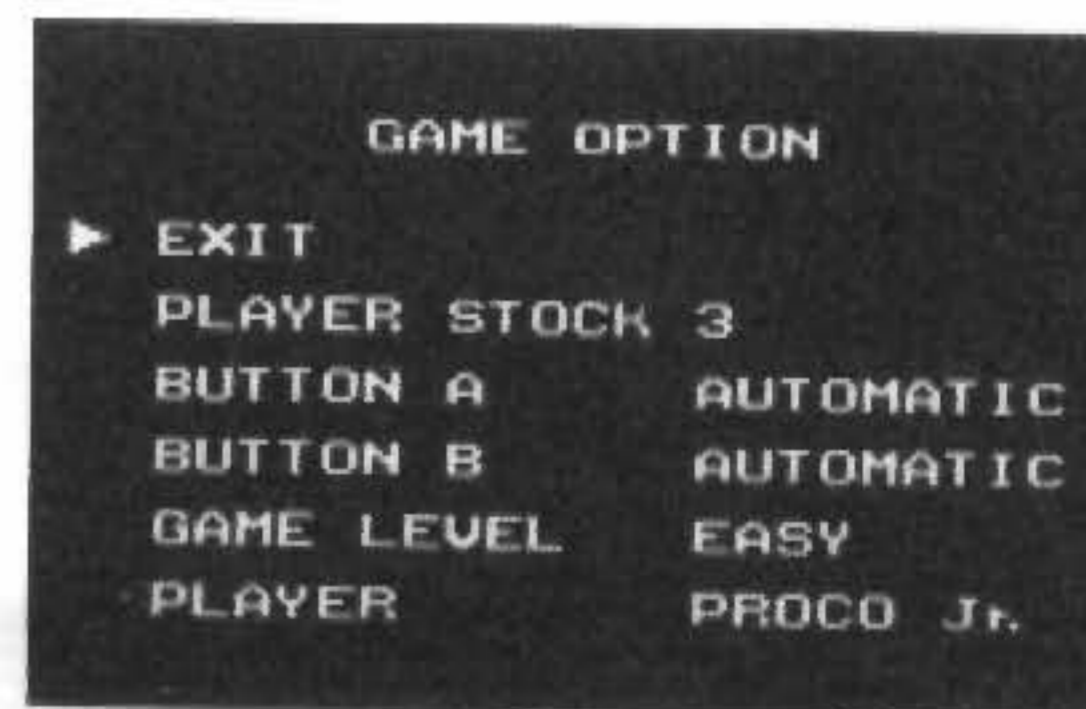 GAME OPTION
EXIT
PLAYER STOCK 3
BUTTON A AUTOMATIC
BUTTON B AUTOMATIC
GAME LEVEL EASY
PLAYER PROCO Jr.